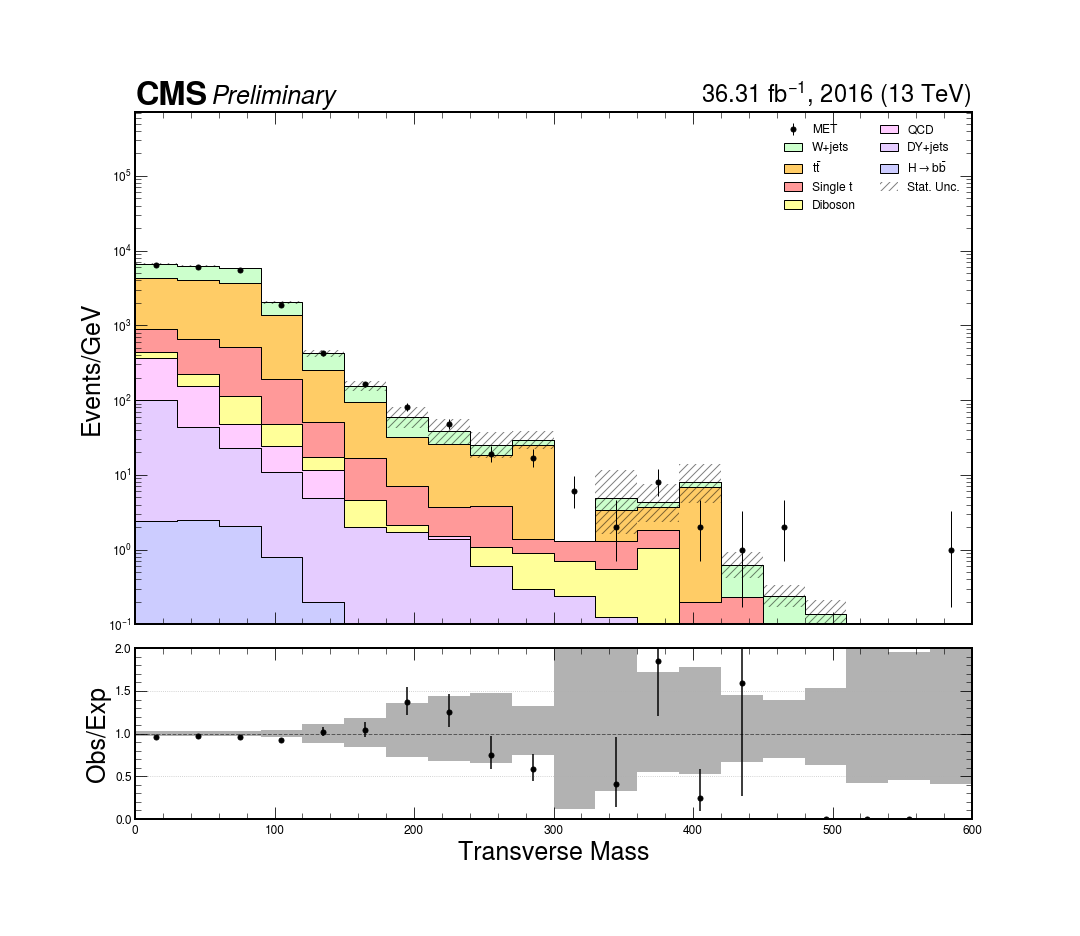 CMS Preliminary 36.31 fb⁻¹, 2016 (13 TeV)
MET QCD
W+jets DY+jets
tt̄ H→bb̄
Single t Stat. Unc.
Diboson
Events/GeV
10⁵
10⁴
10³
10²
10¹
10⁰
10⁻¹
Obs/Exp
2.0
1.5
1.0
0.5
0.0
0 100 200 300 400 500 600
Transverse Mass